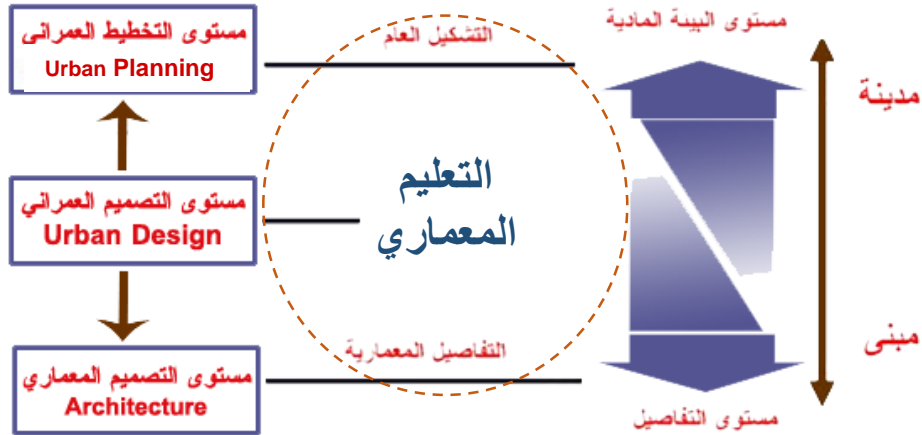 مستوى التخطيط العمرانى
Urban Planning
التشكيل العام
مستوى البيىة المادية
مدينة
مستوى التصميم العمراني
Urban Design
التعليم
المعماري
مبنى
التفاصيل المعمارية
مستوى التصميم المعماري
Architecture
مستوى التفاصيل